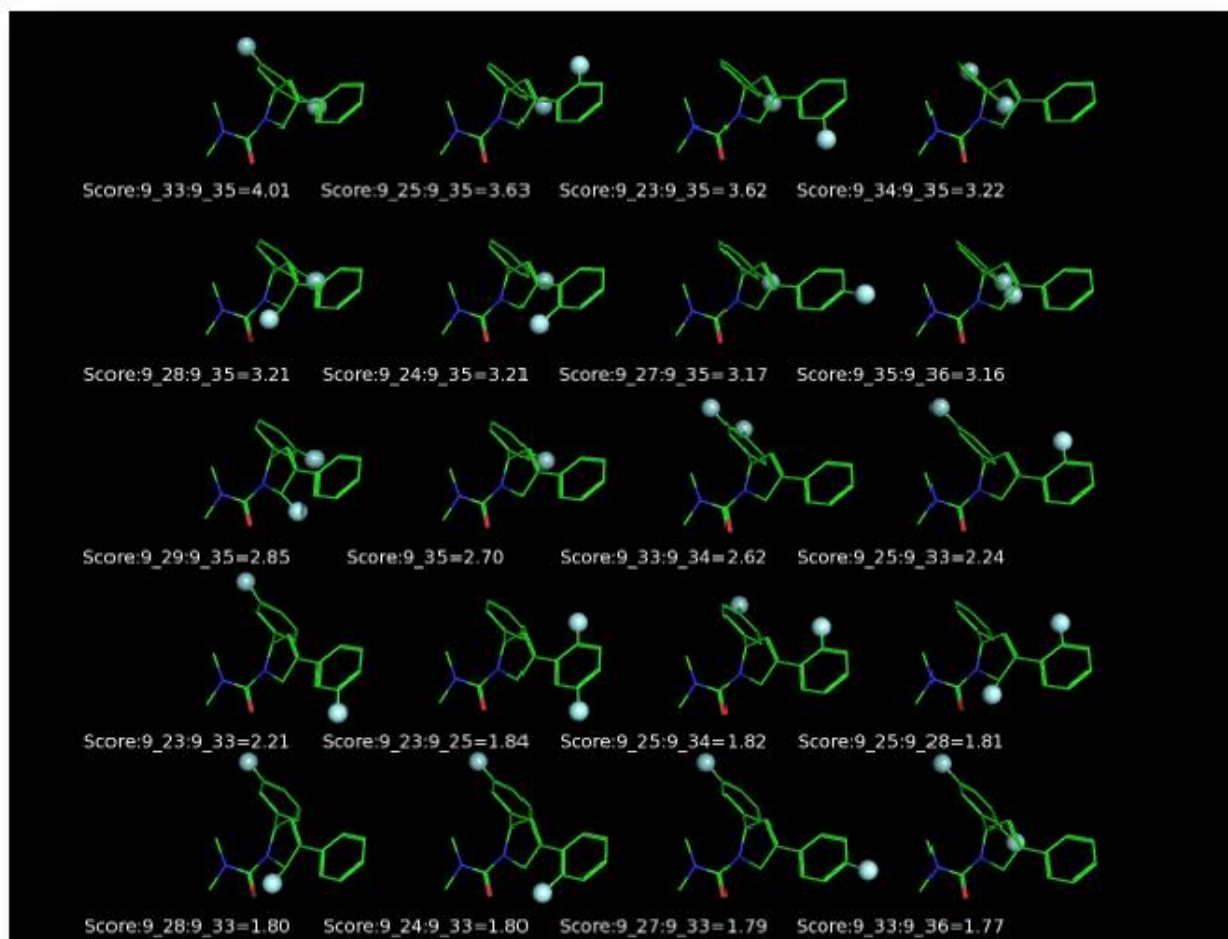 Score:9_33:9_35=4.01 Score:9_25:9_35=3.63 Score:9_23:9_35=3.62 Score:9_34:9_35=3.22
Score:9_28:9_35=3.21 Score:9_24:9_35=3.21 Score:9_27:9_35=3.17 Score:9_35:9_36=3.16
Score:9_29:9_35=2.85 Score:9_35=2.70 Score:9_33:9_34=2.62 Score:9_25:9_33=2.24
Score:9_23:9_33=2.21 Score:9_23:9_25=1.84 Score:9_25:9_34=1.82 Score:9_25:9_28=1.81
Score:9_28:9_33=1.80 Score:9_24:9_33=1.80 Score:9_27:9_33=1.79 Score:9_33:9_36=1.77